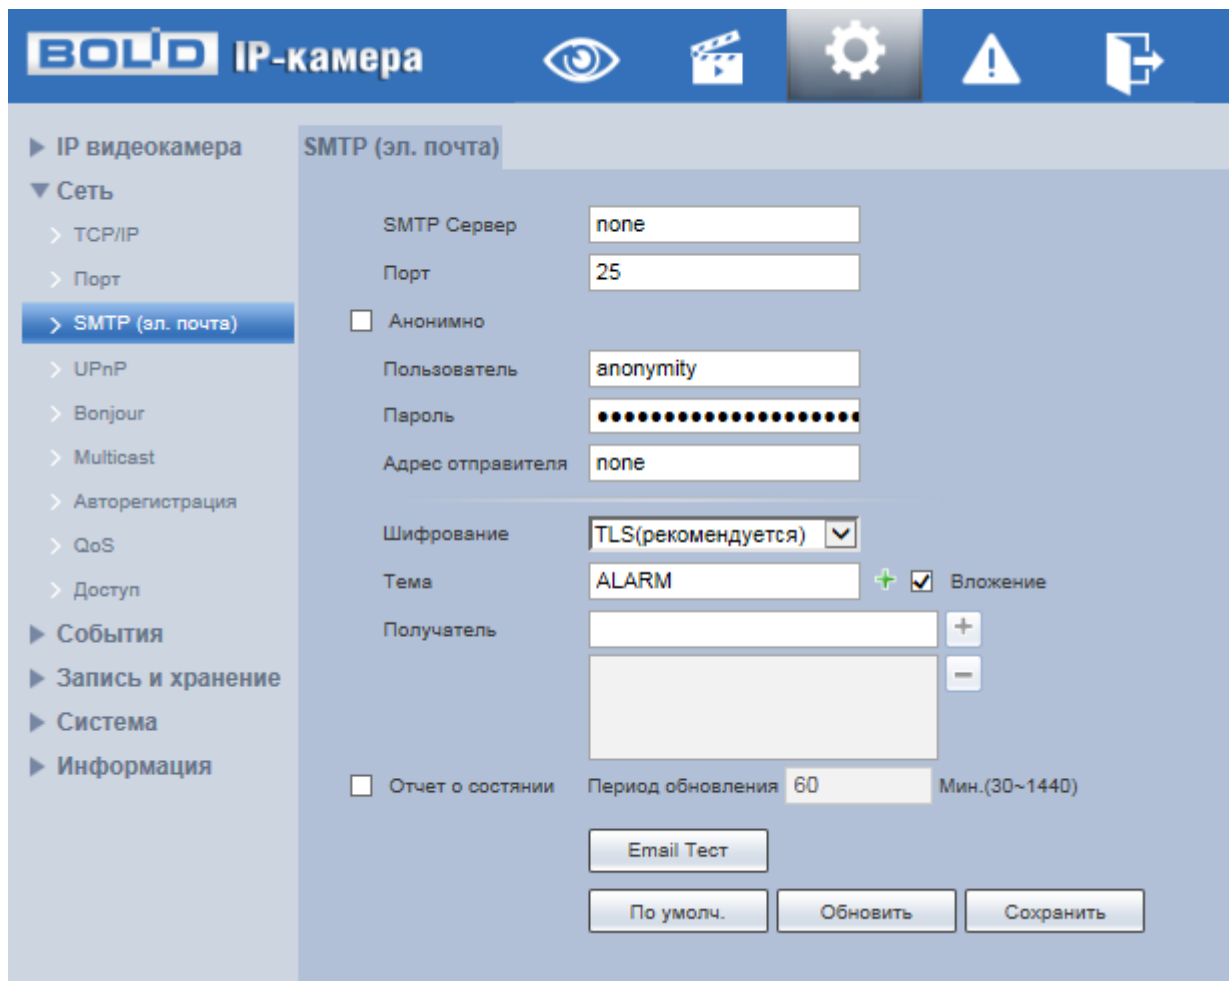 BOLID IP-камера
IP видеокамера
Сеть
TCP/IP
Порт
SMTP (эл. почта)
UPnP
Bonjour
Multicast
Авторегистрация
QoS
Доступ
События
Запись и хранение
Система
Информация
SMTP (эл. почта)
SMTP Сервер none
Порт 25
Анонимно
Пользователь anonymity
Пароль ●●●●●●●●●●●●●●●●●●●●
Адрес отправителя none
Шифрование TLS(рекомендуется)
Тема ALARM Вложение
Получатель
Отчет о состянии Период обновления 60 Мин.(30~1440)
Email Тест
По умолч. Обновить Сохранить